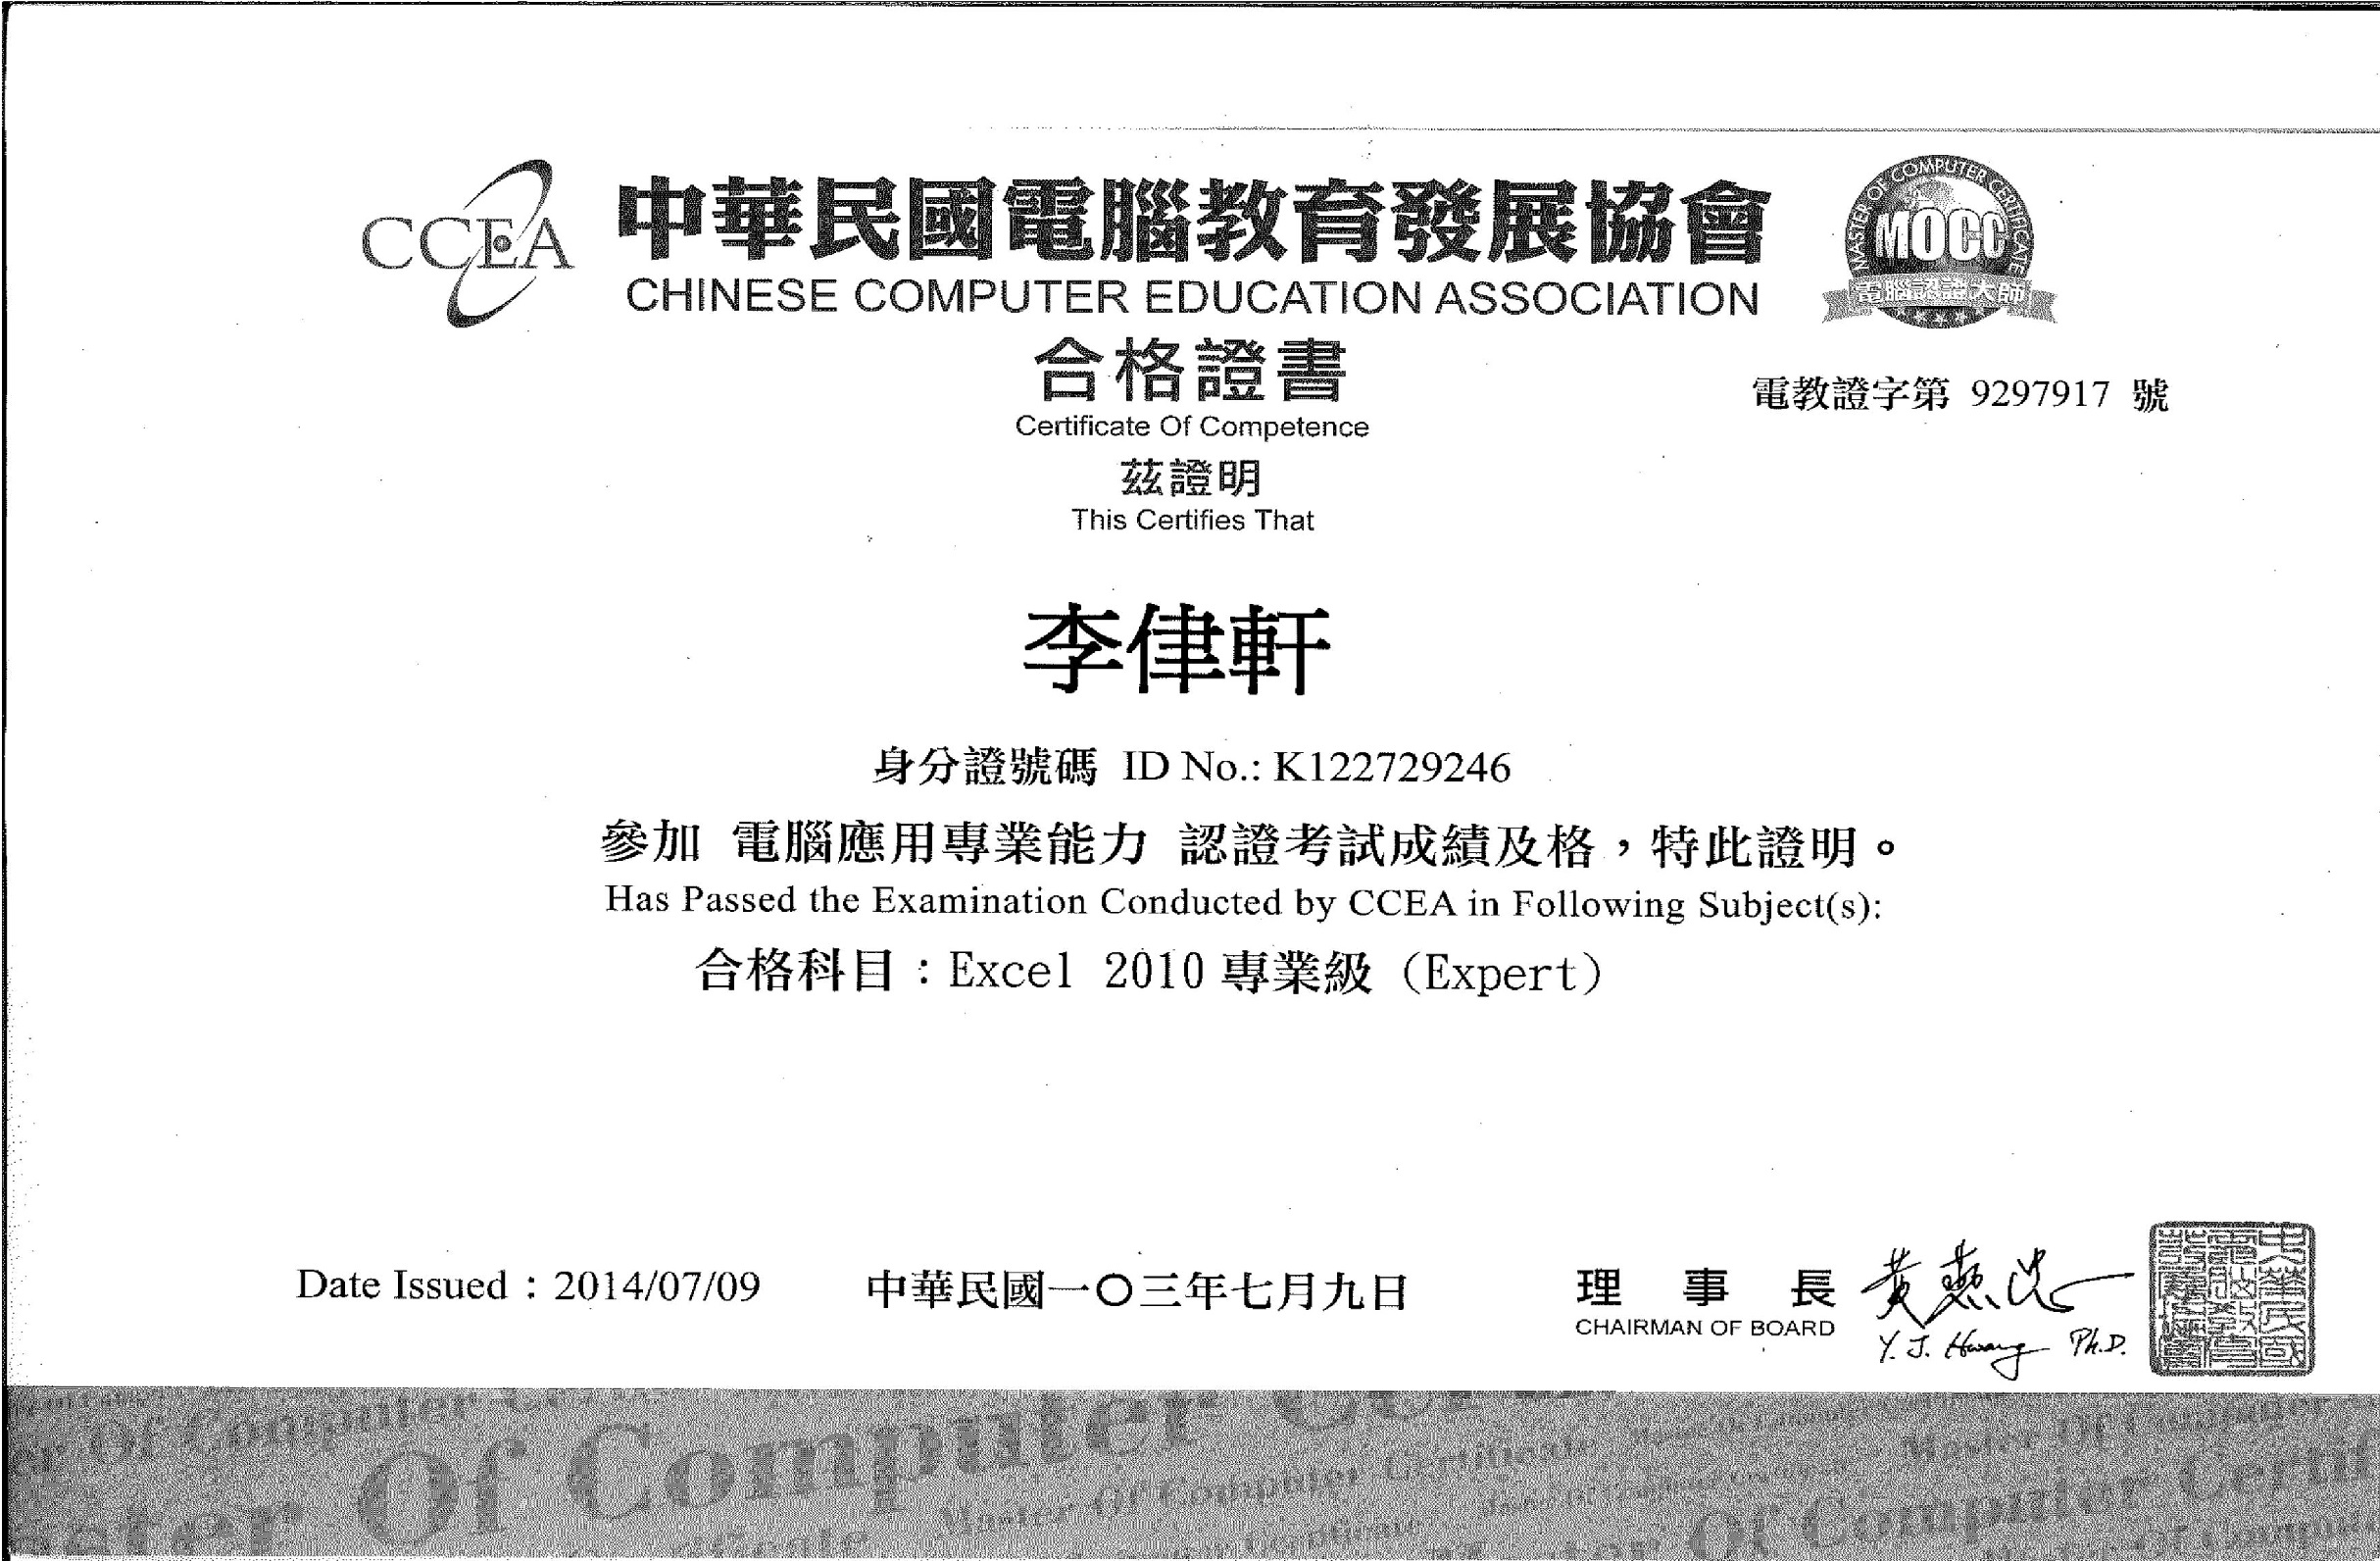 CCEA
中華民國電腦教育發展協會
CHINESE COMPUTER EDUCATION ASSOCIATION
MASTER OF COMPUTER CERTIFICATE
MOCC
電腦認證大師
合格證書
Certificate Of Competence
電教證字第 9297917 號
茲證明
This Certifies That
李侓軒
身分證號碼 ID No.: K122729246
參加 電腦應用專業能力 認證考試成績及格，特此證明。
Has Passed the Examination Conducted by CCEA in Following Subject(s):
合格科目：Excel 2010 專業級 (Expert)
Date Issued：2014/07/09 中華民國一○三年七月九日
理事長
CHAIRMAN OF BOARD
Y. J. Hwang Ph.D.
中華民國電腦教育發展協會
Of Computer
Master Of Computer Certificate
Of Computer